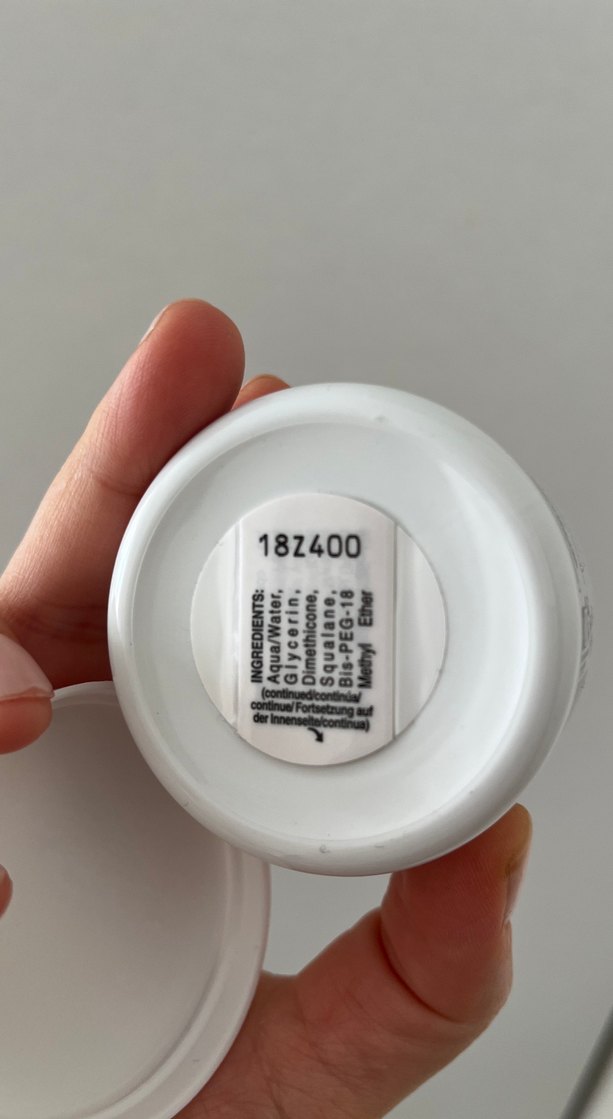 18Z400
INGREDIENTS:
Aqua/Water,
Glycerin,
Dimethicone,
Squalane,
Bis-PEG-18
Methyl Ether
(continued/continúa/
continue/Fortsetzung auf
der Innenseite/continua)